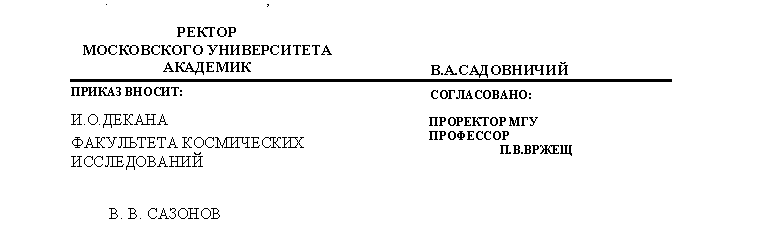 РЕКТОР
МОСКОВСКОГО УНИВЕРСИТЕТА
АКАДЕМИК
В.А.САДОВНИЧИЙ
ПРИКАЗ ВНОСИТ:
И.О.ДЕКАНА
ФАКУЛЬТЕТА КОСМИЧЕСКИХ
ИССЛЕДОВАНИЙ
В. В. САЗОНОВ
СОГЛАСОВАНО:
ПРОРЕКТОР МГУ
ПРОФЕССОР
П.В.ВРЖЕЩ